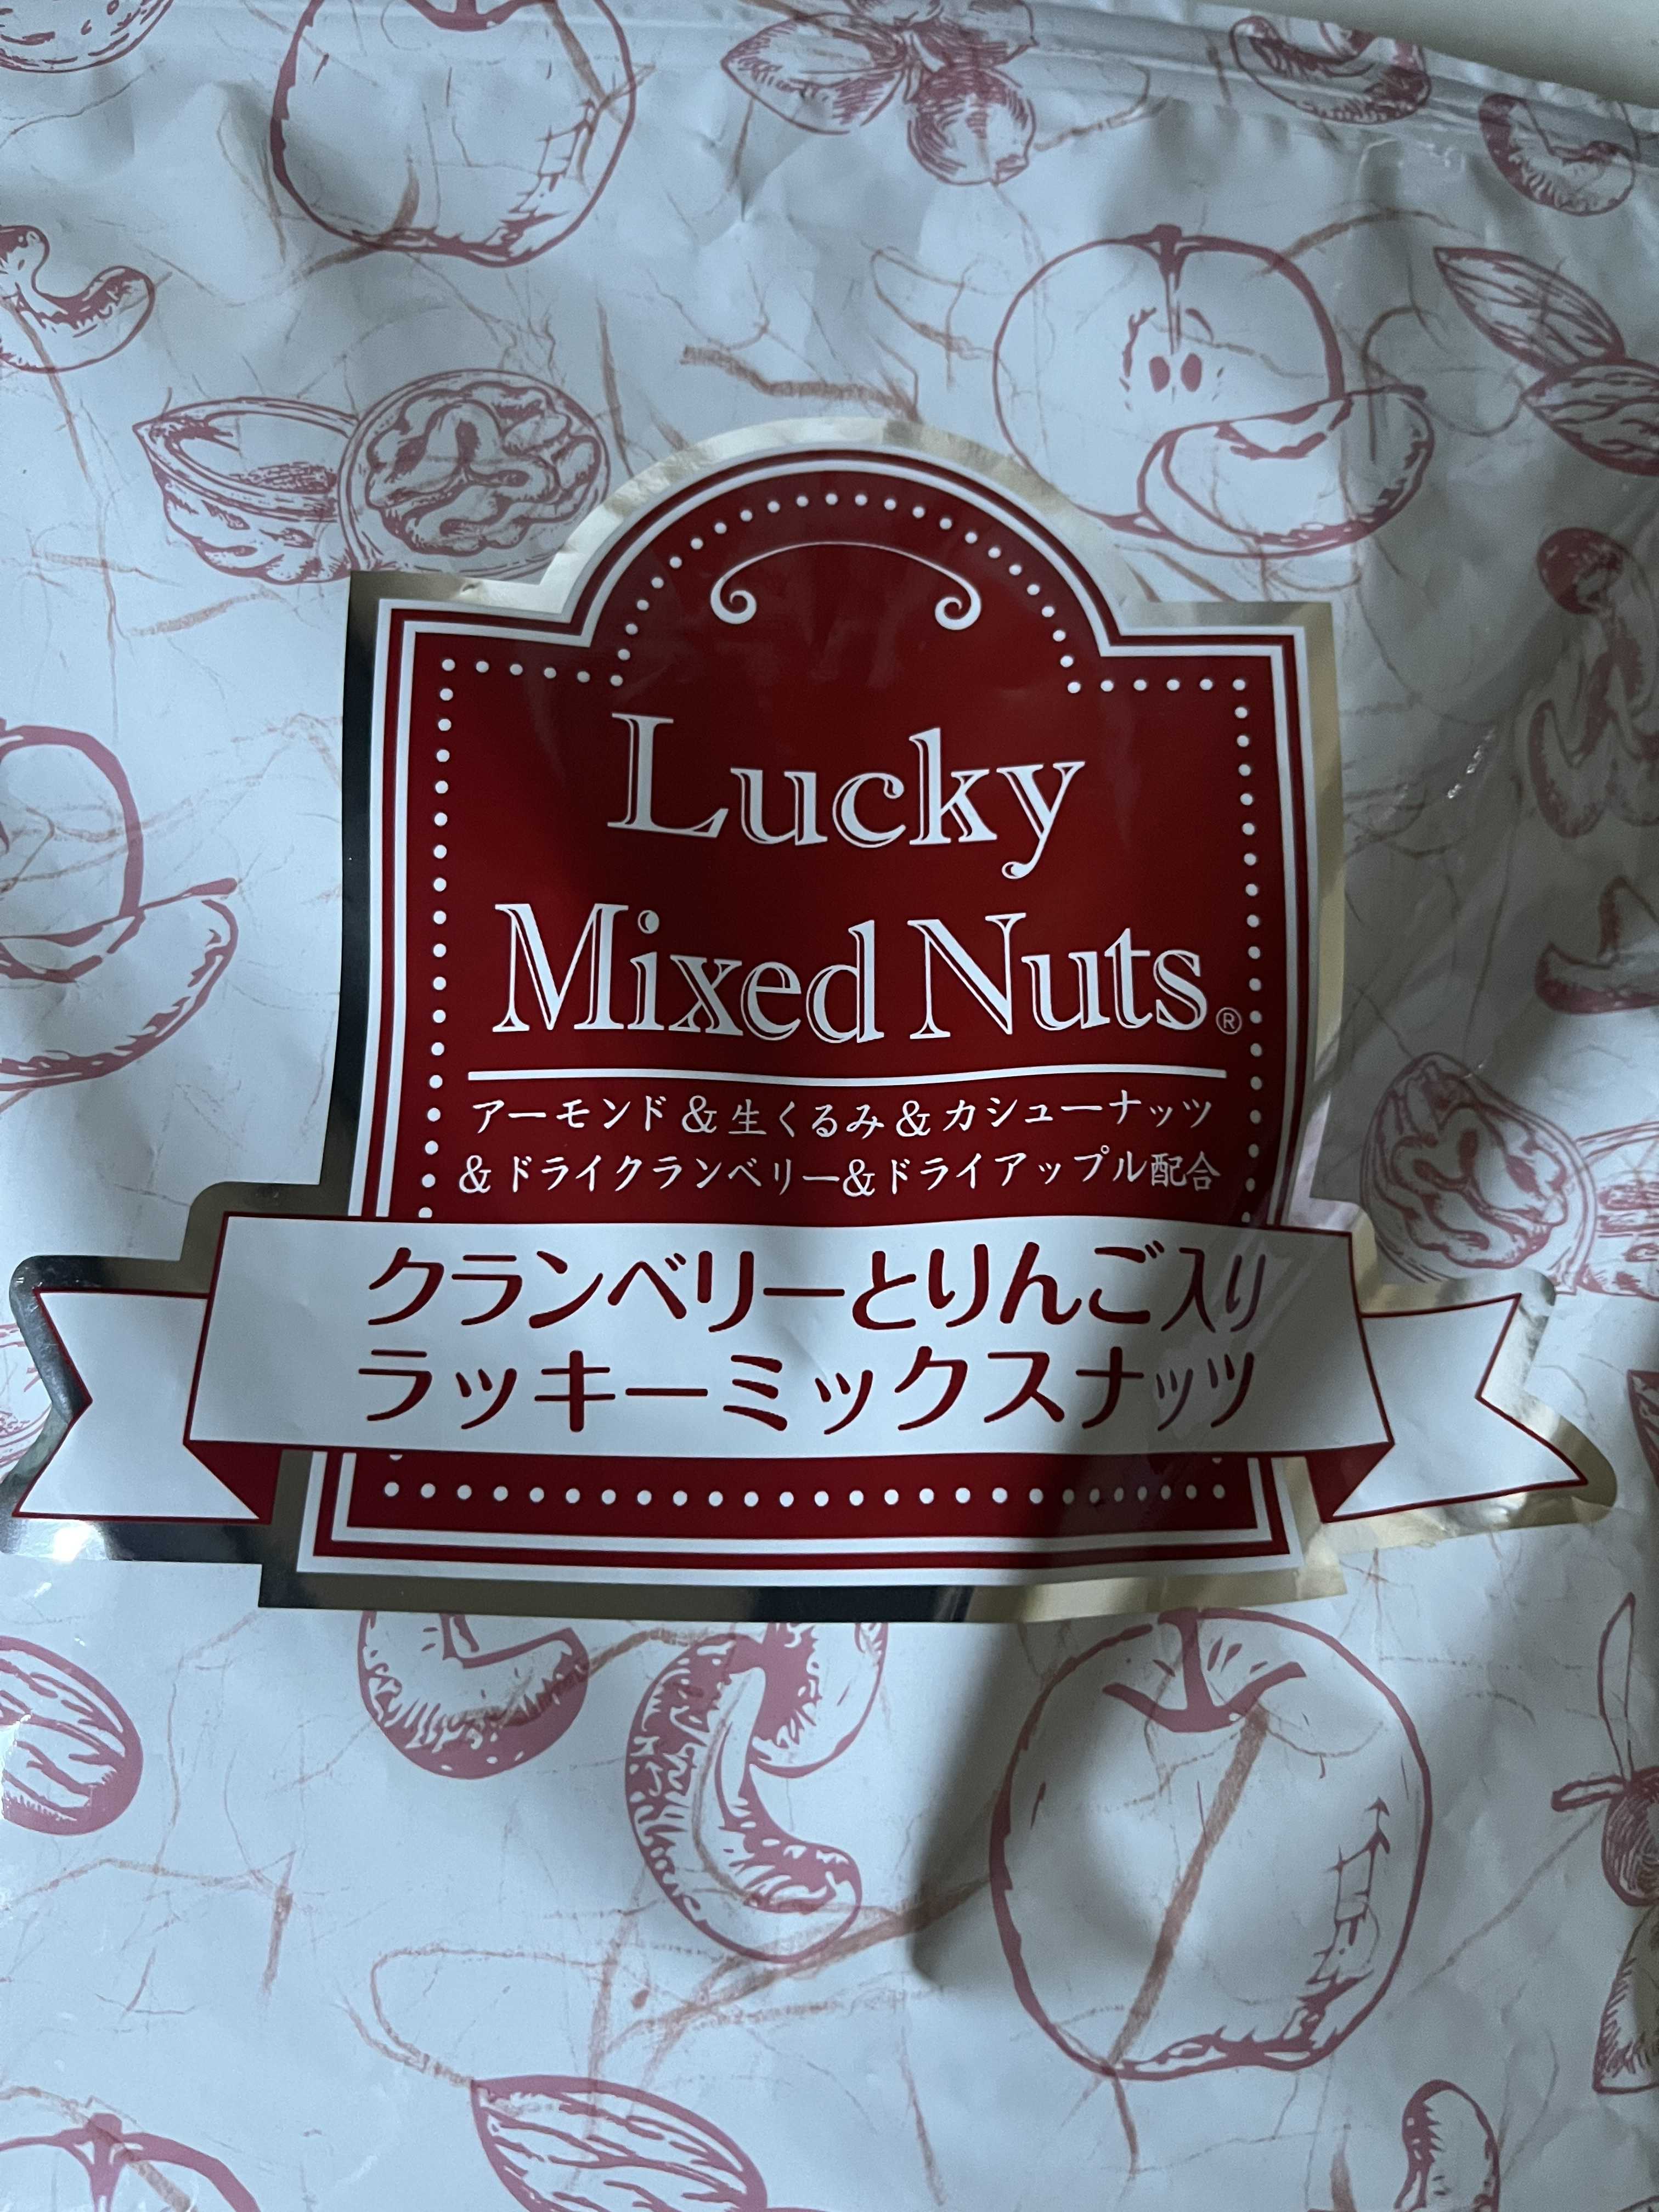 Lucky
Mixed Nuts®
アーモンド&生くるみ&カシューナッツ
&ドライクランベリー&ドライアップル配合
クランベリーとりんご入り
ラッキーミックスナッツ